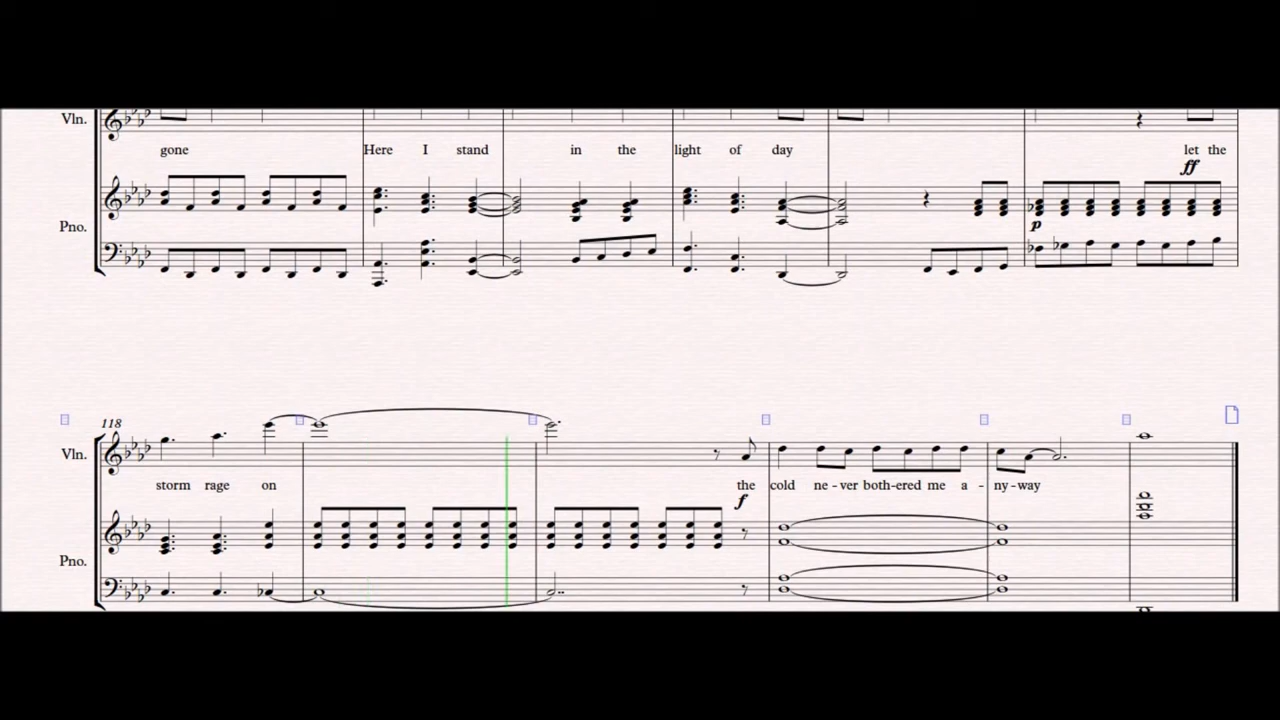 Vln.
gone Here I stand in the light of day let the
ff
Pno.
p
118
Vln.
storm rage on the cold ne - ver both - ered me a - ny - way
f
Pno.